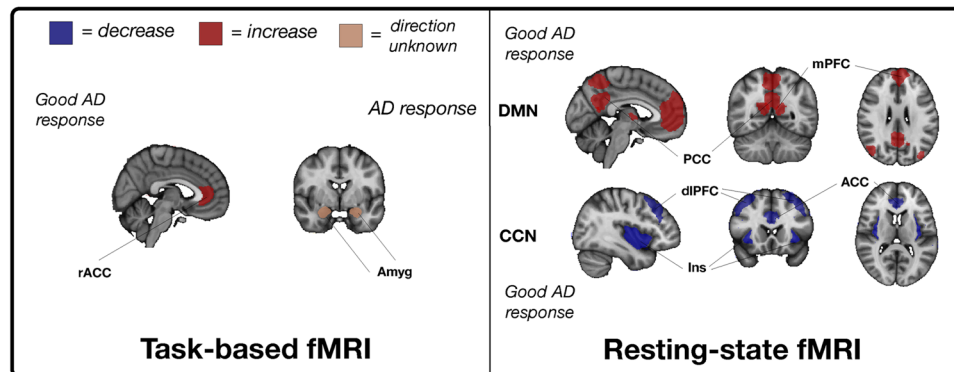 = decrease
= increase
= direction unknown
Good AD
response
AD response
rACC
Amyg
Task-based fMRI
Good AD
response
mPFC
DMN
PCC
dlPFC
ACC
CCN
Ins
Good AD
response
Resting-state fMRI